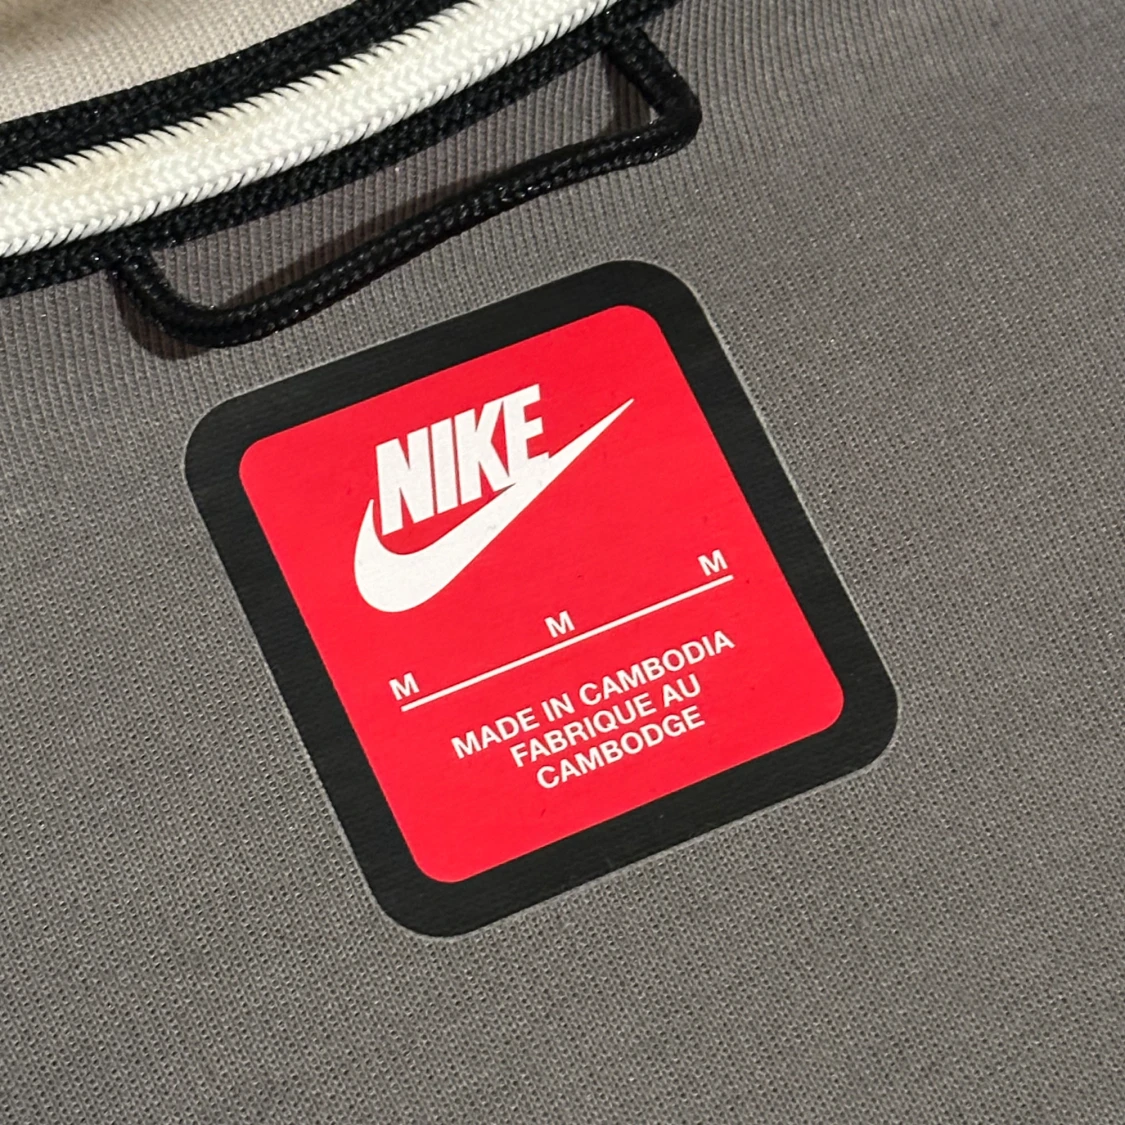 NIKE
M M M
MADE IN CAMBODIA
FABRIQUE AU
CAMBODGE